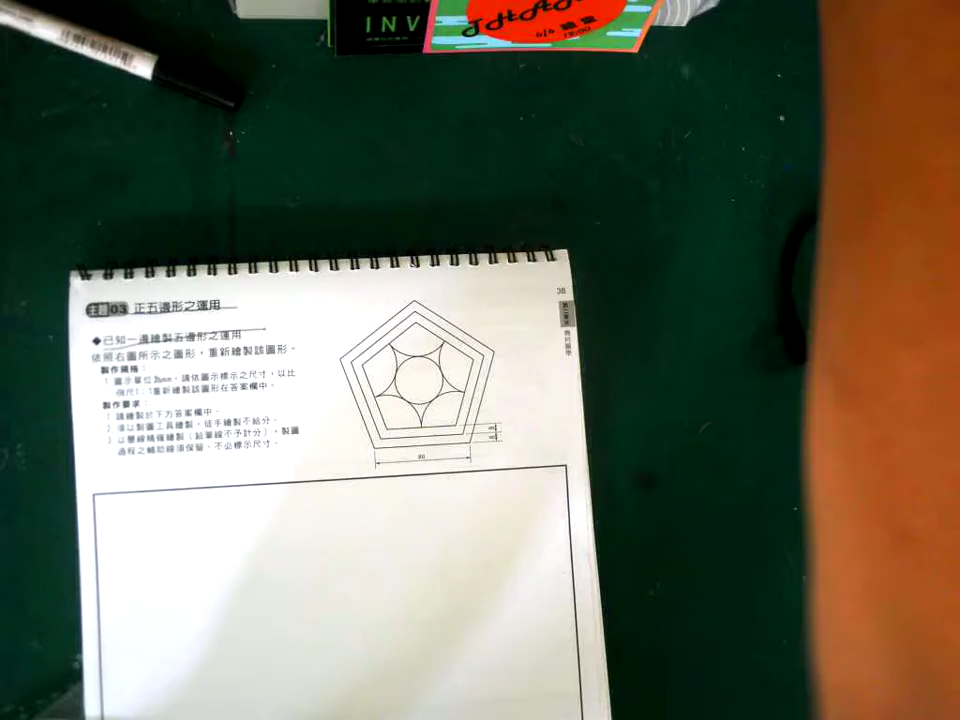 INV
6/6
主題03 正五邊形之運用
◆已知一邊繪製五邊形之運用
依照右圖所示之圖形，重新繪製該圖形。
製作規格：
1 圖示單位為mm，請依圖示標示之尺寸，以比
例尺1:1重新繪製該圖形在答案欄中。
製作要求：
1 請繪製於下方答案欄中。
2 須以製圖工具繪製，徒手繪製不給分。
3 以墨線精確繪製（鉛筆線不予計分），製圖
過程之輔助線須保留，不必標示尺寸。
80